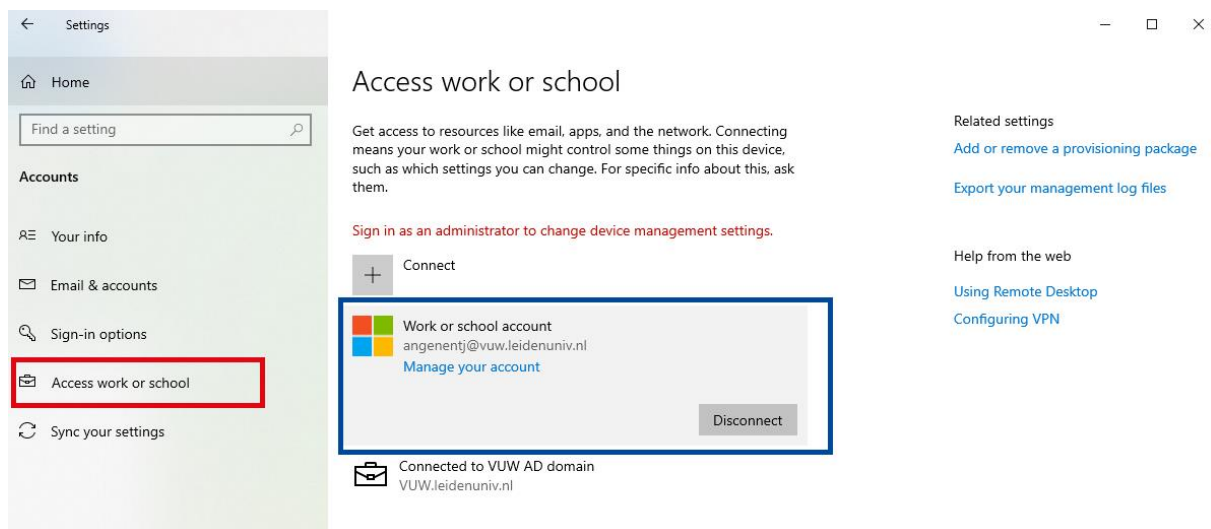 Settings
Home
Find a setting
Accounts
Your info
Email & accounts
Sign-in options
Access work or school
Sync your settings
Access work or school
Get access to resources like email, apps, and the network. Connecting
means your work or school might control some things on this device,
such as which settings you can change. For specific info about this, ask
them.
Sign in as an administrator to change device management settings.
Connect
Work or school account
angenentj@vuw.leidenuniv.nl
Manage your account
Disconnect
Connected to VUW AD domain
VUW.leidenuniv.nl
Related settings
Add or remove a provisioning package
Export your management log files
Help from the web
Using Remote Desktop
Configuring VPN